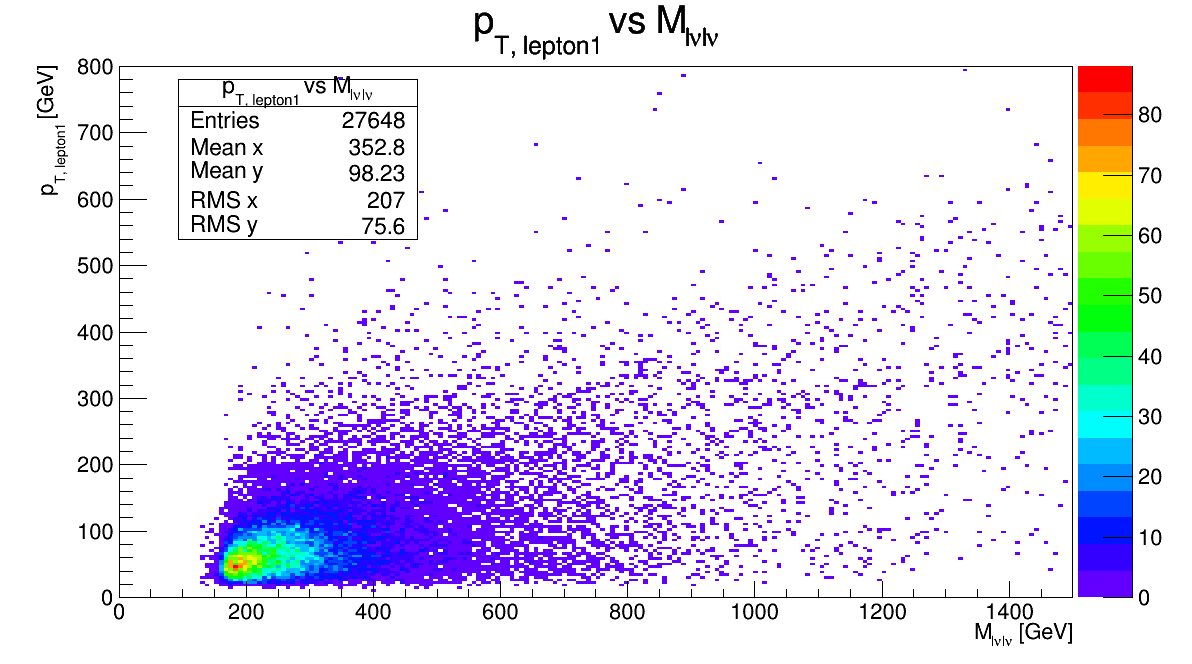 p_T, lepton1 vs M_lνlν
p_T, lepton1 vs M_lνlν
Entries 27648
Mean x 352.8
Mean y 98.23
RMS x 207
RMS y 75.6
p_T, lepton1 [GeV]
800
700
600
500
400
300
200
100
0
0 200 400 600 800 1000 1200 1400
M_lνlν [GeV]
80
70
60
50
40
30
20
10
0